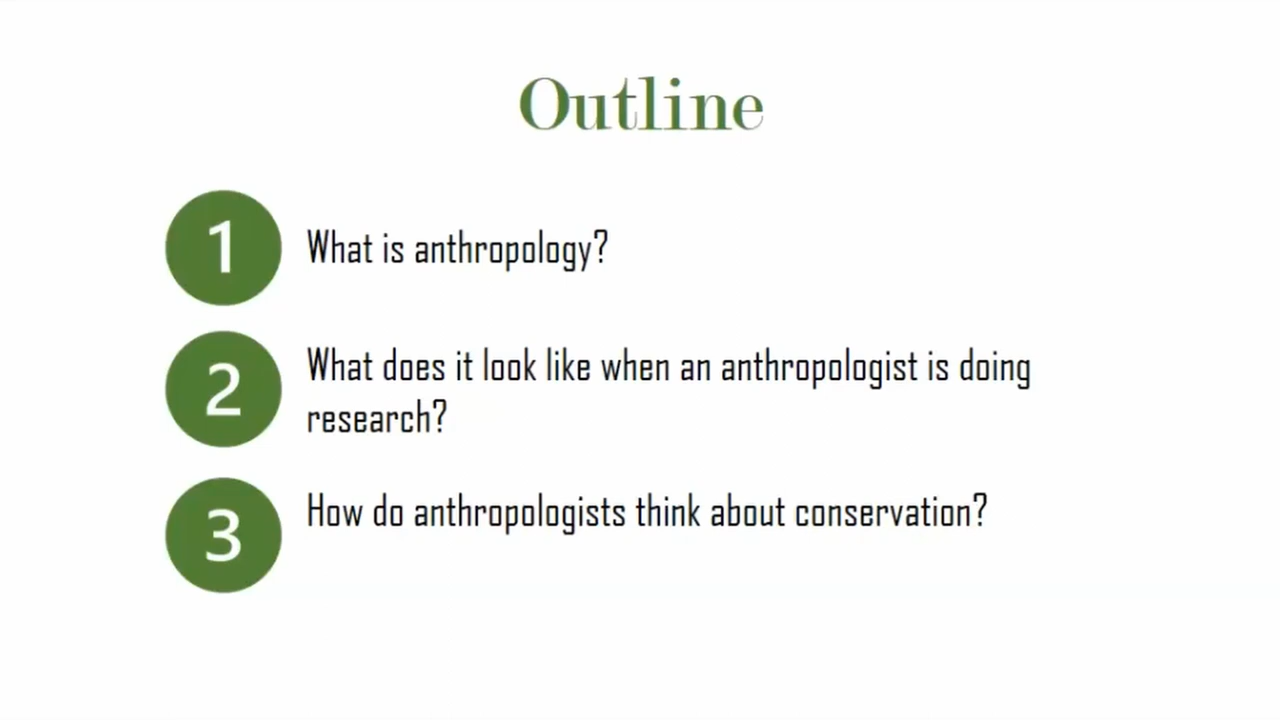 Outline
1 What is anthropology?
2 What does it look like when an anthropologist is doing
research?
3 How do anthropologists think about conservation?